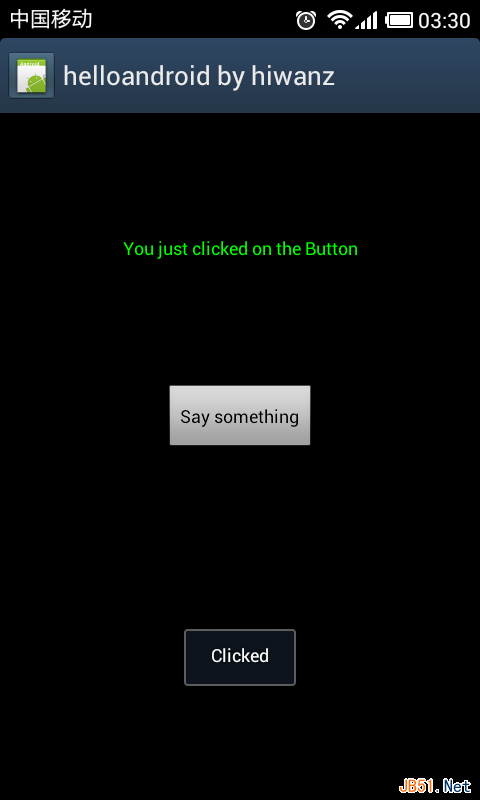 中国移动 03:30
helloandroid by hiwanz
You just clicked on the Button
Say something
Clicked
JB51.Net